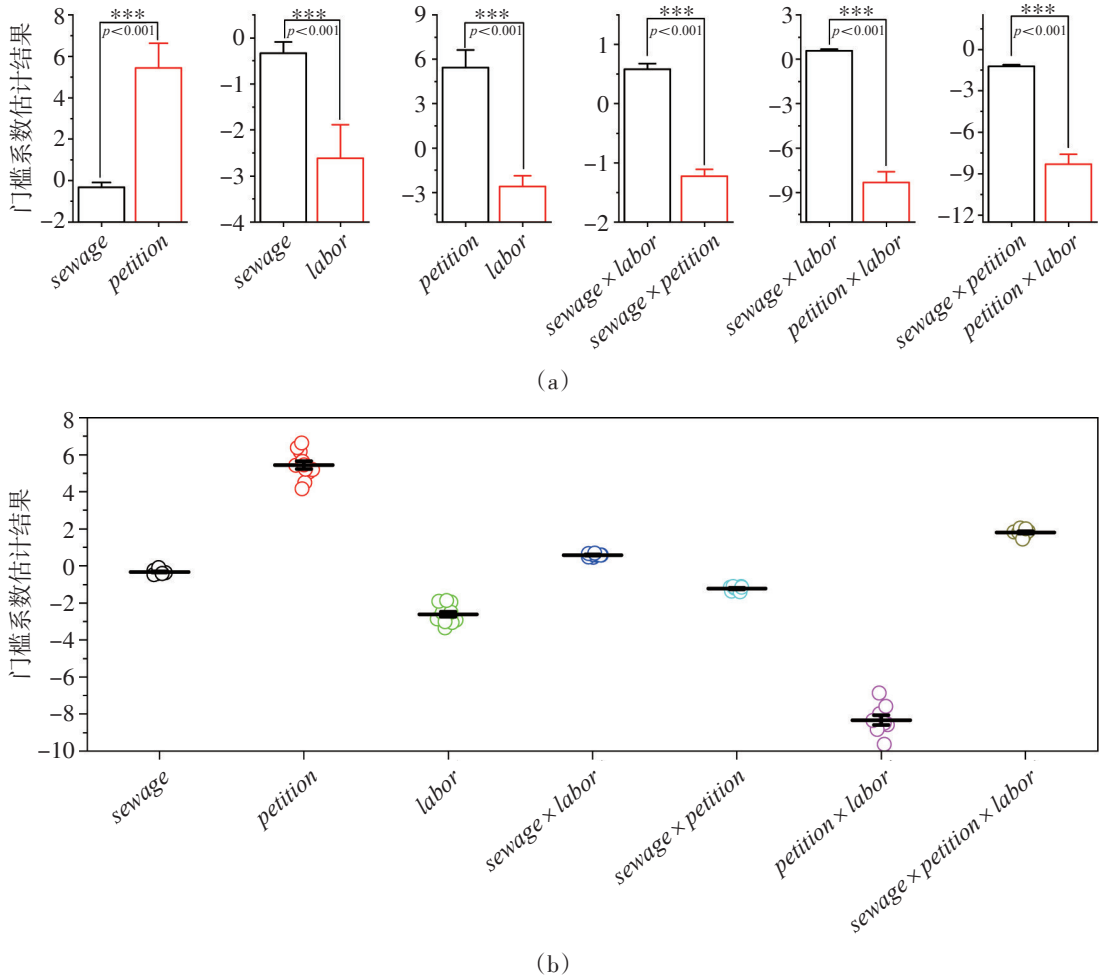 门槛系数估计结果
8
6
4
2
0
−2
***
p<0.001
sewage
petition
0
−1
−2
−3
−4
***
p<0.001
sewage
labor
9
6
3
0
−3
***
p<0.001
petition
labor
2
1
0
−1
−2
***
p<0.001
sewage × labor
sewage × petition
3
0
−3
−6
−9
***
p<0.001
sewage × labor
petition × labor
0
−3
−6
−9
−12
***
p<0.001
sewage × petition
petition × labor
(a)
门槛系数估计结果
8
6
4
2
0
−2
−4
−6
−8
−10
sewage
petition
labor
sewage × labor
sewage × petition
petition × labor
sewage × petition × labor
(b)